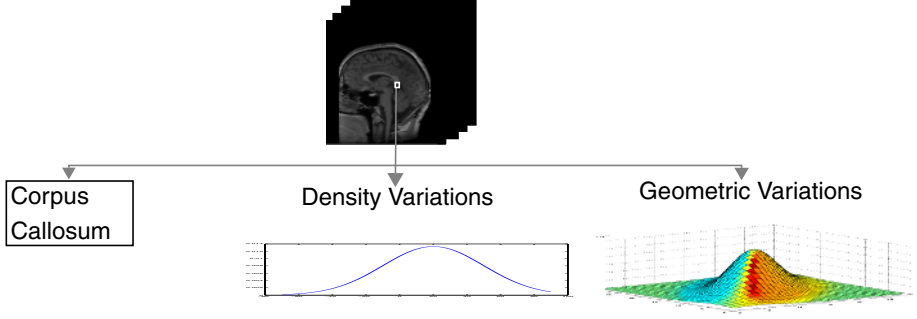 Corpus
Callosum
Density Variations
Geometric Variations